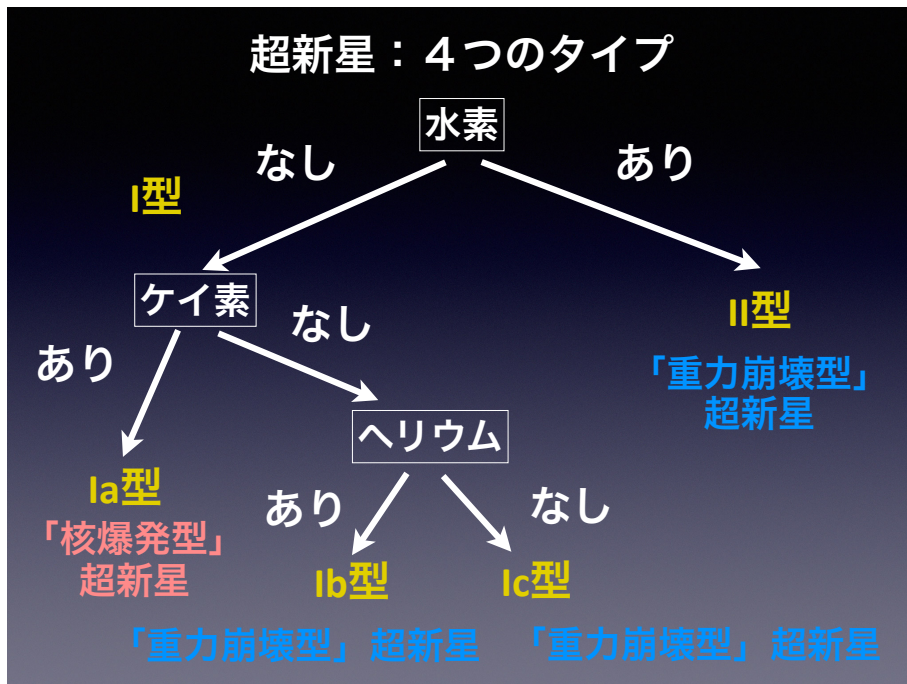 超新星：４つのタイプ
水素
なし
あり
I型
ケイ素
なし
II型
あり
「重力崩壊型」
超新星
ヘリウム
Ia型
あり
なし
「核爆発型」
超新星
Ib型
Ic型
「重力崩壊型」超新星
「重力崩壊型」超新星